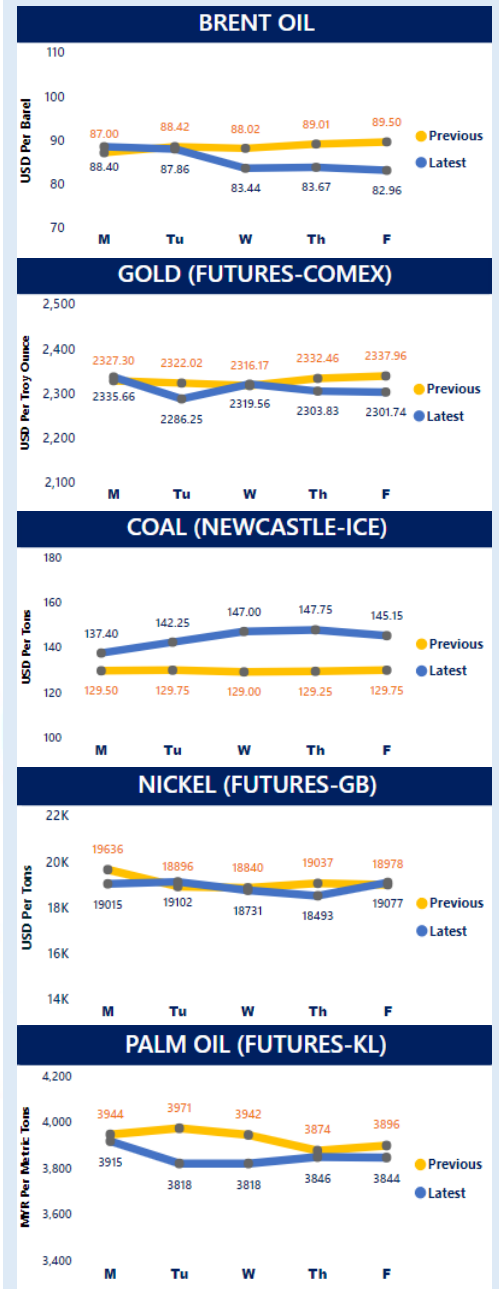 BRENT OIL
110
100
90
80
70
USD Per Barel
87.00 88.42 88.02 89.01 89.50
88.40 87.86 83.44 83.67 82.96
Previous
Latest
M Tu W Th F
GOLD (FUTURES-COMEX)
2,500
2,400
2,300
2,200
2,100
USD Per Troy Ounce
2327.30 2322.02 2316.17 2332.46 2337.96
2335.66 2286.25 2319.56 2303.83 2301.74
Previous
Latest
M Tu W Th F
COAL (NEWCASTLE-ICE)
180
160
140
120
100
USD Per Tons
137.40 142.25 147.00 147.75 145.15
129.50 129.75 129.00 129.25 129.75
Previous
Latest
M Tu W Th F
NICKEL (FUTURES-GB)
22K
20K
18K
16K
14K
USD Per Tons
19636 18896 18840 19037 18978
19015 19102 18731 18493 19077
Previous
Latest
M Tu W Th F
PALM OIL (FUTURES-KL)
4,200
4,000
3,800
3,600
3,400
MYR Per Metric Tons
3944 3971 3942 3874 3896
3915 3818 3818 3846 3844
Previous
Latest
M Tu W Th F